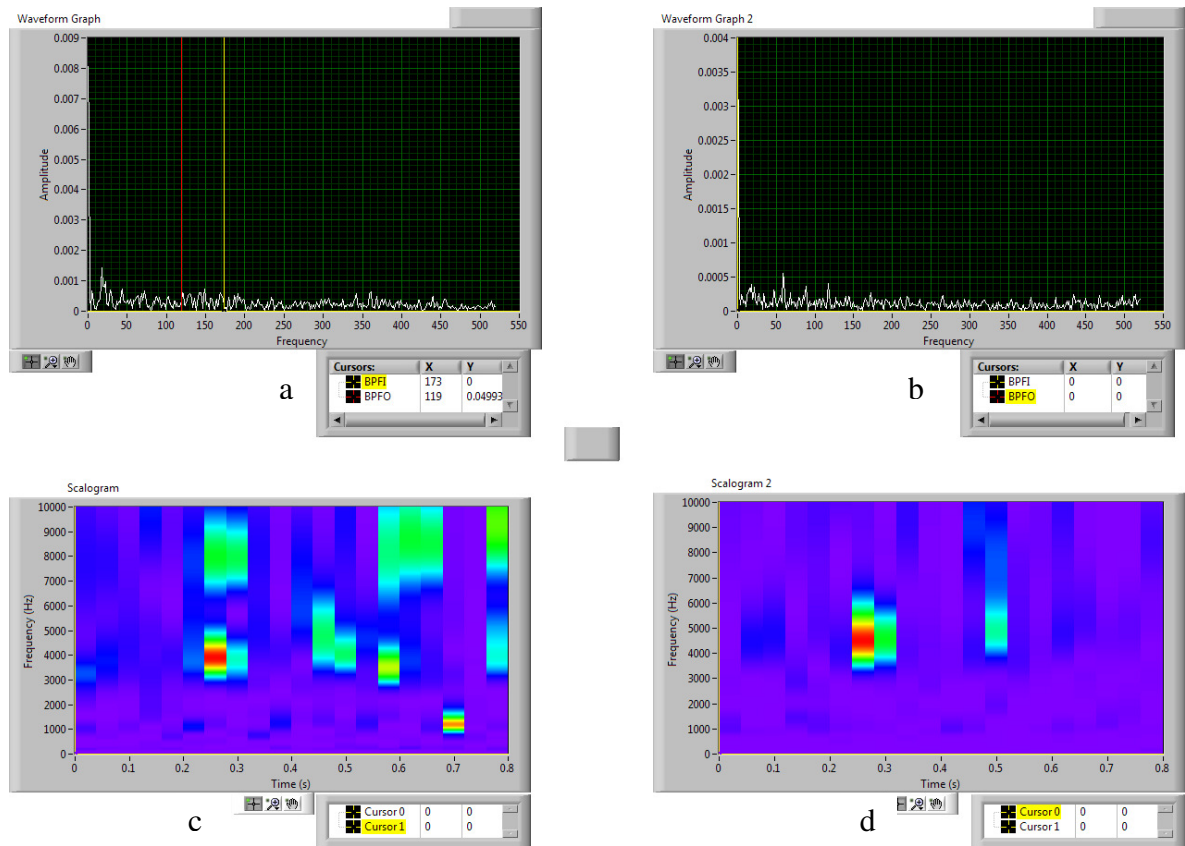 Waveform Graph
0.009
0.008
0.007
0.006
0.005
0.004
0.003
0.002
0.001
0
Amplitude
0 50 100 150 200 250 300 350 400 450 500 550
Frequency
Cursors: X Y
BPFI 173 0
BPFO 119 0.04993
a
Waveform Graph 2
0.004
0.0035
0.003
0.0025
0.002
0.0015
0.001
0.0005
0
Amplitude
0 50 100 150 200 250 300 350 400 450 500 550
Frequency
Cursors: X Y
BPFI 0 0
BPFO 0 0
b
Scalogram
10000
9000
8000
7000
6000
5000
4000
3000
2000
1000
0
Frequency (Hz)
0 0.1 0.2 0.3 0.4 0.5 0.6 0.7 0.8
Time (s)
Cursor 0 0 0
Cursor 1 0 0
c
Scalogram 2
10000
9000
8000
7000
6000
5000
4000
3000
2000
1000
0
Frequency (Hz)
0 0.1 0.2 0.3 0.4 0.5 0.6 0.7 0.8
Time (s)
Cursor 0 0 0
Cursor 1 0 0
d